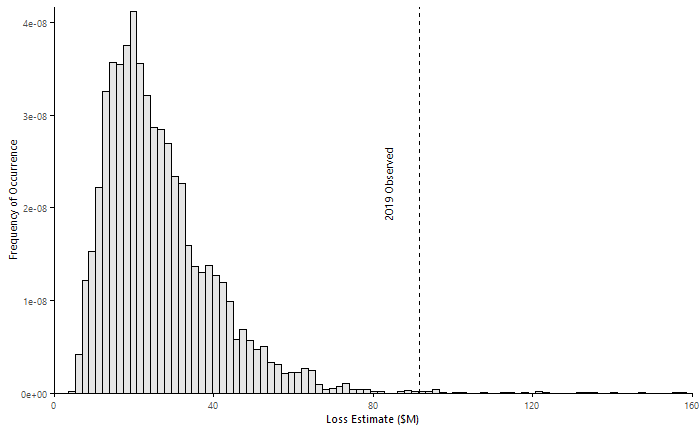 4e-08
3e-08
2e-08
1e-08
0e+00
Frequency of Occurrence
2019 Observed
0
40
80
120
160
Loss Estimate ($M)